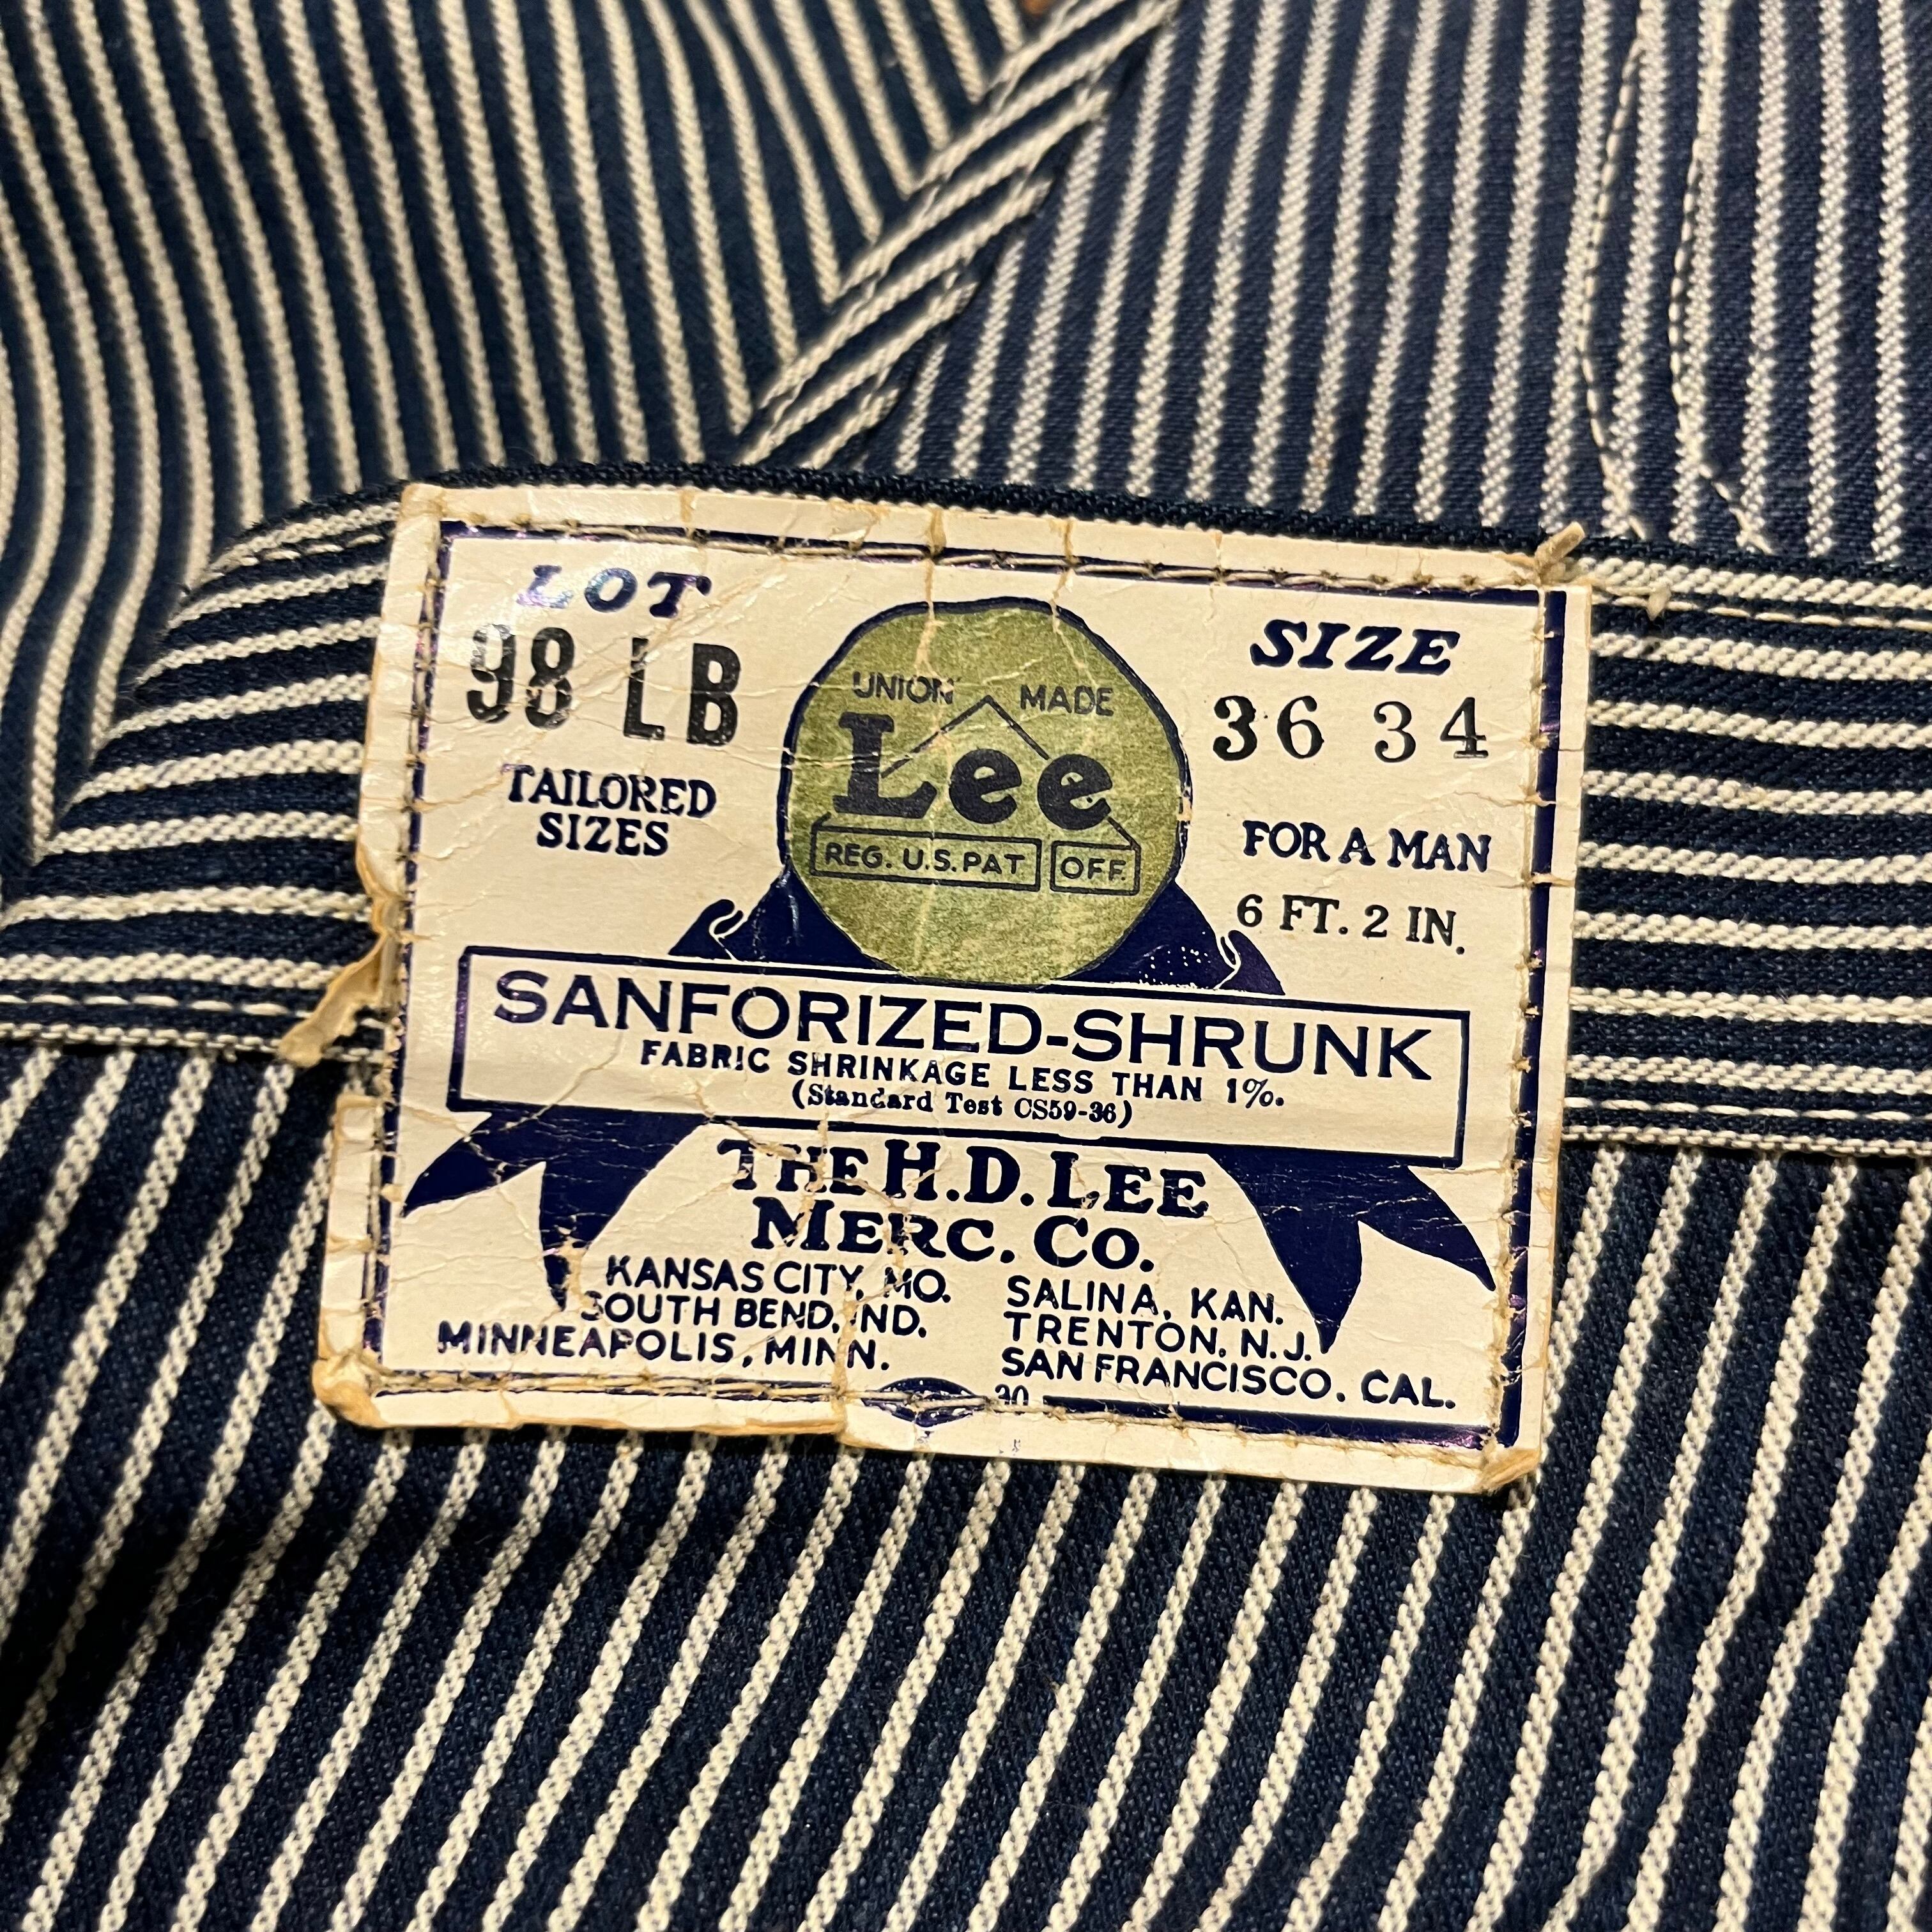 LOT
98 LB
TAILORED
SIZES
UNION MADE
Lee
REG. U.S. PAT. OFF.
SIZE
36 34
FOR A MAN
6 FT. 2 IN.
SANFORIZED-SHRUNK
FABRIC SHRINKAGE LESS THAN 1%.
(Standard Test CS59-36)
THE H.D. LEE
MERC. CO.
KANSAS CITY, MO.
SOUTH BEND, IND.
MINNEAPOLIS, MINN.
SALINA, KAN.
TRENTON, N.J.
SAN FRANCISCO, CAL.